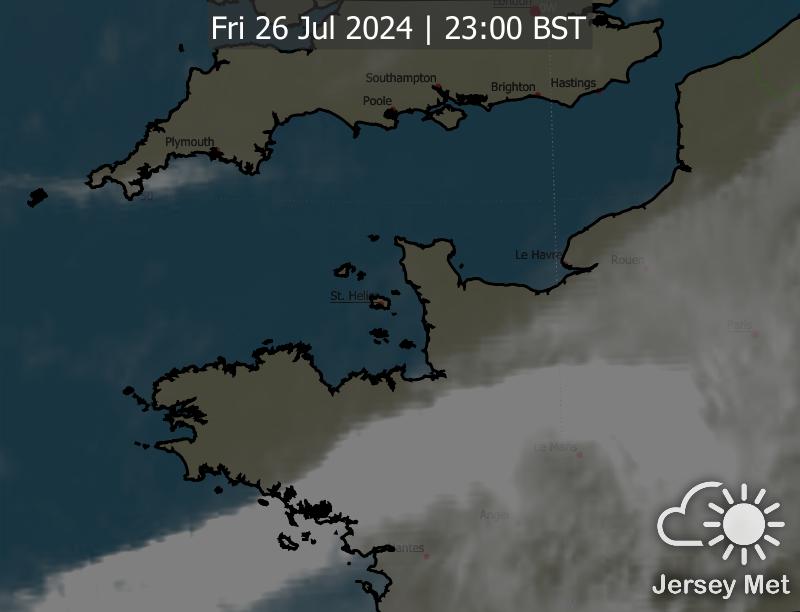 London
Fri 26 Jul 2024 | 23:00 BST
Southampton
Brighton
Hastings
Poole
Plymouth
Le Havre
Rouen
St. Helier
Paris
Le Mans
Angers
Nantes
Jersey Met